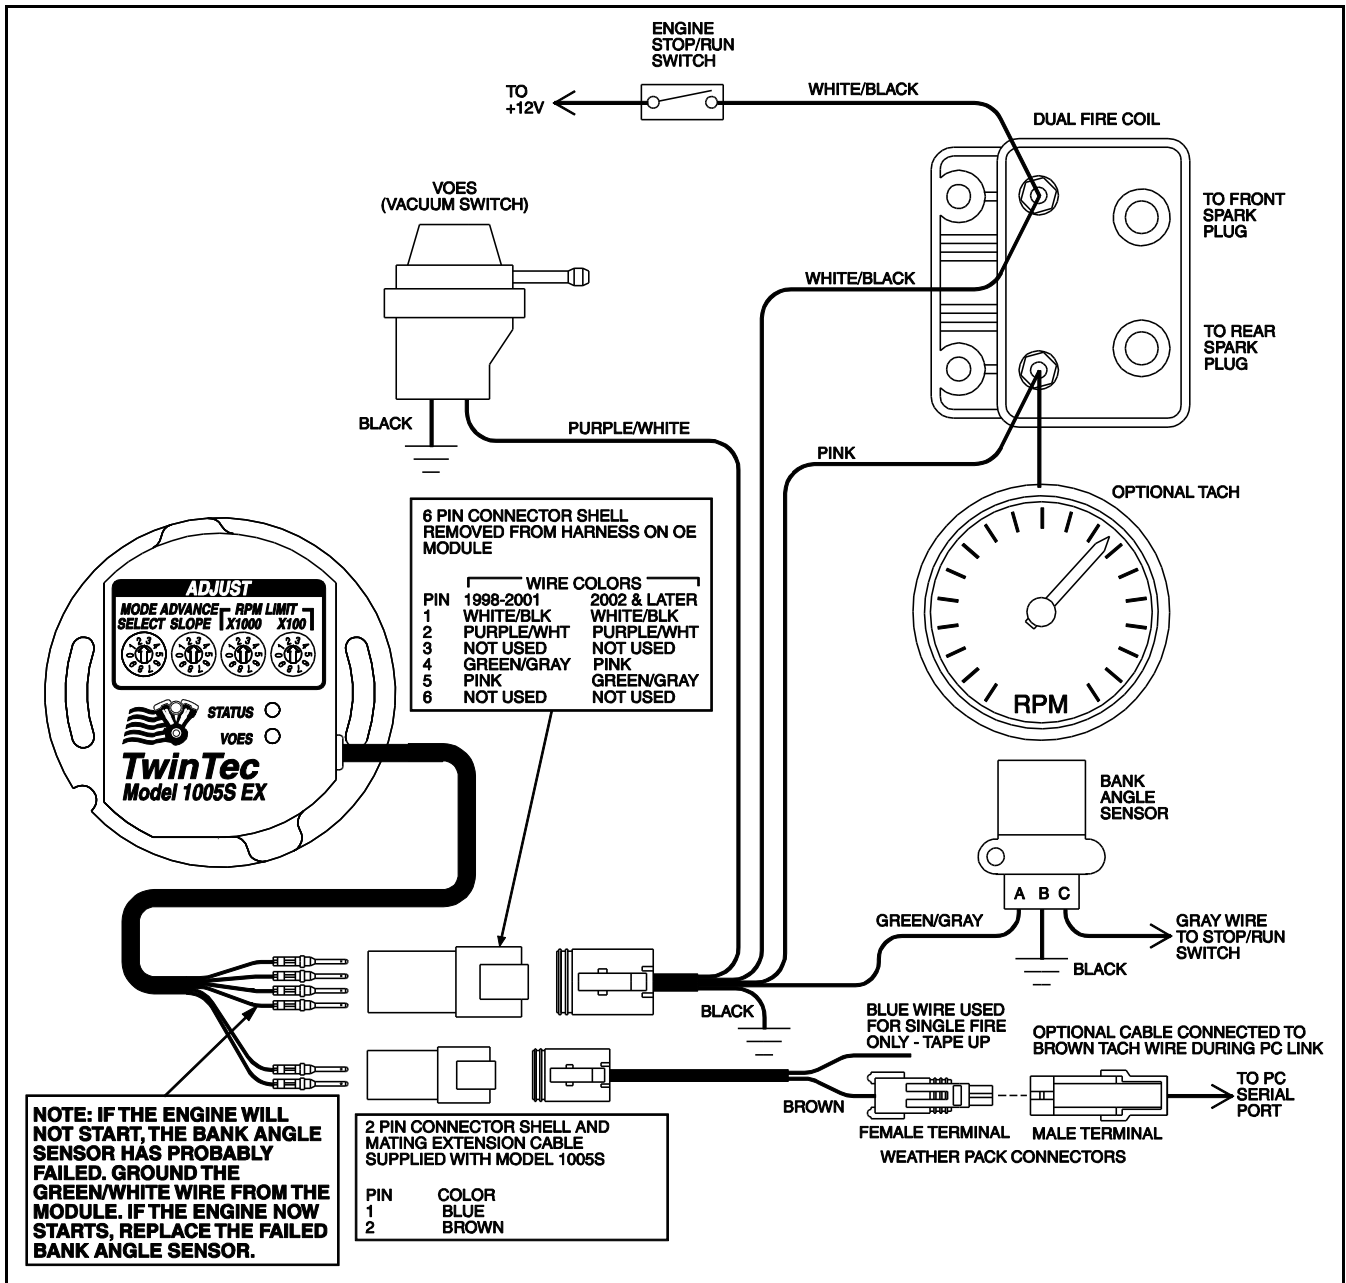 ENGINE
STOP/RUN
SWITCH
TO
+12V
WHITE/BLACK
DUAL FIRE COIL
VOES
(VACUUM SWITCH)
TO FRONT
SPARK
PLUG
WHITE/BLACK
TO REAR
SPARK
PLUG
BLACK
PURPLE/WHITE
PINK
OPTIONAL TACH
6 PIN CONNECTOR SHELL
REMOVED FROM HARNESS ON OE
MODULE
WIRE COLORS
PIN 1998-2001 2002 & LATER
1 WHITE/BLK WHITE/BLK
2 PURPLE/WHT PURPLE/WHT
3 NOT USED NOT USED
4 GREEN/GRAY PINK
5 PINK GREEN/GRAY
6 NOT USED NOT USED
ADJUST
MODE ADVANCE RPM LIMIT
SELECT SLOPE X1000 X100
STATUS
VOES
TwinTec
Model 1005S EX
RPM
BANK
ANGLE
SENSOR
A B C
GREEN/GRAY
GRAY WIRE
TO STOP/RUN
SWITCH
BLACK
BLACK
BLUE WIRE USED
FOR SINGLE FIRE
ONLY - TAPE UP
OPTIONAL CABLE CONNECTED TO
BROWN TACH WIRE DURING PC LINK
TO PC
SERIAL
PORT
BROWN
FEMALE TERMINAL
MALE TERMINAL
WEATHER PACK CONNECTORS
NOTE: IF THE ENGINE WILL
NOT START, THE BANK ANGLE
SENSOR HAS PROBABLY
FAILED. GROUND THE
GREEN/WHITE WIRE FROM THE
MODULE. IF THE ENGINE NOW
STARTS, REPLACE THE FAILED
BANK ANGLE SENSOR.
2 PIN CONNECTOR SHELL AND
MATING EXTENSION CABLE
SUPPLIED WITH MODEL 1005S
PIN COLOR
1 BLUE
2 BROWN